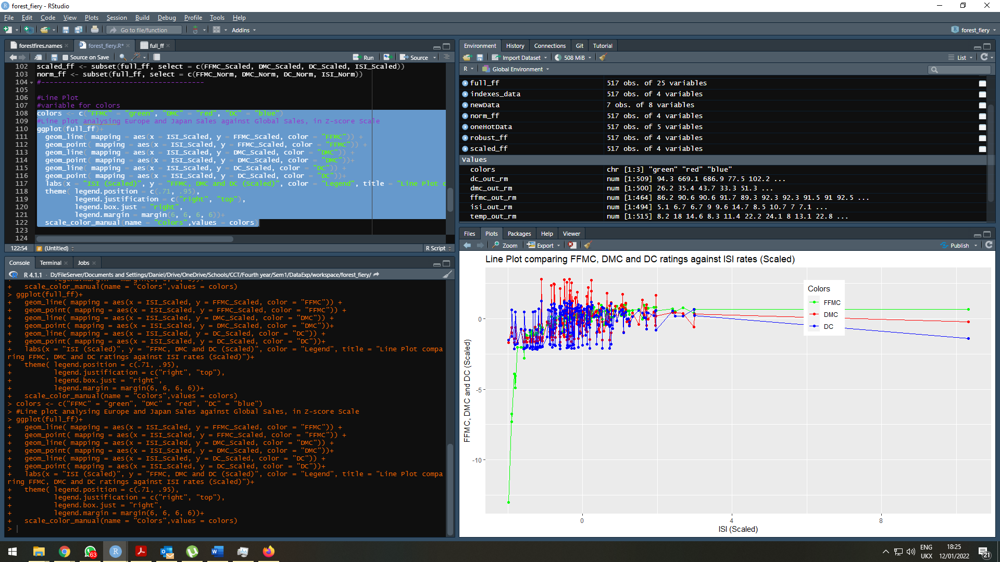 forest_fiery - RStudio
File Edit Code View Plots Session Build Debug Profile Tools Help
Go to file/function Addins forest_fiery
forestfires.names forest_fiery.R* full_ff
Source on Save Run Source
102 scaled_ff <- subset(full_ff, select = c(FFMC_Scaled, DMC_Scaled, DC_Scaled, ISI_Scaled))
103 norm_ff <- subset(full_ff, select = c(FFMC_Norm, DMC_Norm, DC_Norm, ISI_Norm))
104 #---------------------------------------
105
106 #Line Plot
107 #variable for colors
108 colors <- c("FFMC" = "green", "DMC" = "red", "DC" = "blue")
109 #Line plot analysing Europe and Japan Sales against Global Sales, in Z-score Scale
110 ggplot(full_ff)+
111 geom_line( mapping = aes(x = ISI_Scaled, y = FFMC_Scaled, color = "FFMC")) +
112 geom_point( mapping = aes(x = ISI_Scaled, y = FFMC_Scaled, color = "FFMC")) +
113 geom_line( mapping = aes(x = ISI_Scaled, y = DMC_Scaled, color = "DMC")) +
114 geom_point( mapping = aes(x = ISI_Scaled, y = DMC_Scaled, color = "DMC"))+
115 geom_line( mapping = aes(x = ISI_Scaled, y = DC_Scaled, color = "DC")) +
116 geom_point( mapping = aes(x = ISI_Scaled, y = DC_Scaled, color = "DC"))+
117 labs(x = "ISI (Scaled)", y = "FFMC, DMC and DC (Scaled)", color = "Legend", title = "Line Plot c
118 theme( legend.position = c(.71, .95),
119 legend.justification = c("right", "top"),
120 legend.box.just = "right",
121 legend.margin = margin(6, 6, 6, 6))+
122 scale_color_manual(name = "Colors",values = colors)
123
124
122:54 (Untitled) R Script
Console Terminal Jobs
R 4.1.1 · D:/FileServer/Documents and Settings/Daniel/Drive/OneDrive/Schools/CCT/Fourth year/Sem1/DataExp/workspace/forest_fiery/
+ legend.margin = margin(6, 6, 6, 6))+
+ scale_color_manual(name = "Colors",values = colors)
> ggplot(full_ff)+
+ geom_line( mapping = aes(x = ISI_Scaled, y = FFMC_Scaled, color = "FFMC")) +
+ geom_point( mapping = aes(x = ISI_Scaled, y = FFMC_Scaled, color = "FFMC")) +
+ geom_line( mapping = aes(x = ISI_Scaled, y = DMC_Scaled, color = "DMC")) +
+ geom_point( mapping = aes(x = ISI_Scaled, y = DMC_Scaled, color = "DMC"))+
+ geom_line( mapping = aes(x = ISI_Scaled, y = DC_Scaled, color = "DC")) +
+ geom_point( mapping = aes(x = ISI_Scaled, y = DC_Scaled, color = "DC"))+
+ labs(x = "ISI (Scaled)", y = "FFMC, DMC and DC (Scaled)", color = "Legend", title = "Line Plot compa
ring FFMC, DMC and DC ratings against ISI rates (Scaled)")+
+ theme( legend.position = c(.71, .95),
+ legend.justification = c("right", "top"),
+ legend.box.just = "right",
+ legend.margin = margin(6, 6, 6, 6))+
+ scale_color_manual(name = "Colors",values = colors)
> colors <- c("FFMC" = "green", "DMC" = "red", "DC" = "blue")
> #Line plot analysing Europe and Japan Sales against Global Sales, in Z-score Scale
> ggplot(full_ff)+
+ geom_line( mapping = aes(x = ISI_Scaled, y = FFMC_Scaled, color = "FFMC")) +
+ geom_point( mapping = aes(x = ISI_Scaled, y = FFMC_Scaled, color = "FFMC")) +
+ geom_line( mapping = aes(x = ISI_Scaled, y = DMC_Scaled, color = "DMC")) +
+ geom_point( mapping = aes(x = ISI_Scaled, y = DMC_Scaled, color = "DMC"))+
+ geom_line( mapping = aes(x = ISI_Scaled, y = DC_Scaled, color = "DC")) +
+ geom_point( mapping = aes(x = ISI_Scaled, y = DC_Scaled, color = "DC"))+
+ labs(x = "ISI (Scaled)", y = "FFMC, DMC and DC (Scaled)", color = "Legend", title = "Line Plot compa
ring FFMC, DMC and DC ratings against ISI rates (Scaled)")+
+ theme( legend.position = c(.71, .95),
+ legend.justification = c("right", "top"),
+ legend.box.just = "right",
+ legend.margin = margin(6, 6, 6, 6))+
+ scale_color_manual(name = "Colors",values = colors)
>
Environment History Connections Git Tutorial
Import Dataset 508 MiB List
R Global Environment
full_ff 517 obs. of 25 variables
indexes_data 517 obs. of 4 variables
newData 7 obs. of 8 variables
norm_ff 517 obs. of 4 variables
oneHotData 517 obs. of 5 variables
robust_ff 517 obs. of 4 variables
scaled_ff 517 obs. of 4 variables
Values
colors chr [1:3] "green" "red" "blue"
dc_out_rm num [1:509] 94.3 669.1 686.9 77.5 102.2 ...
dmc_out_rm num [1:500] 26.2 35.4 43.7 33.3 51.3 ...
ffmc_out_rm num [1:464] 86.2 90.6 90.6 91.7 89.3 92.3 92.3 91.5 91 92.5 ...
isi_out_rm num [1:494] 5.1 6.7 6.7 9 9.6 14.7 8.5 10.7 7 7.1 ...
temp_out_rm num [1:515] 8.2 18 14.6 8.3 11.4 22.2 24.1 8 13.1 22.8 ...
Files Plots Packages Help Viewer
Zoom Export Publish
Line Plot comparing FFMC, DMC and DC ratings against ISI rates (Scaled)
Colors
FFMC
DMC
DC
FFMC, DMC and DC (Scaled)
0
-5
-10
0 4 8
ISI (Scaled)
63
ENG
UKX
18:25
12/01/2022
21